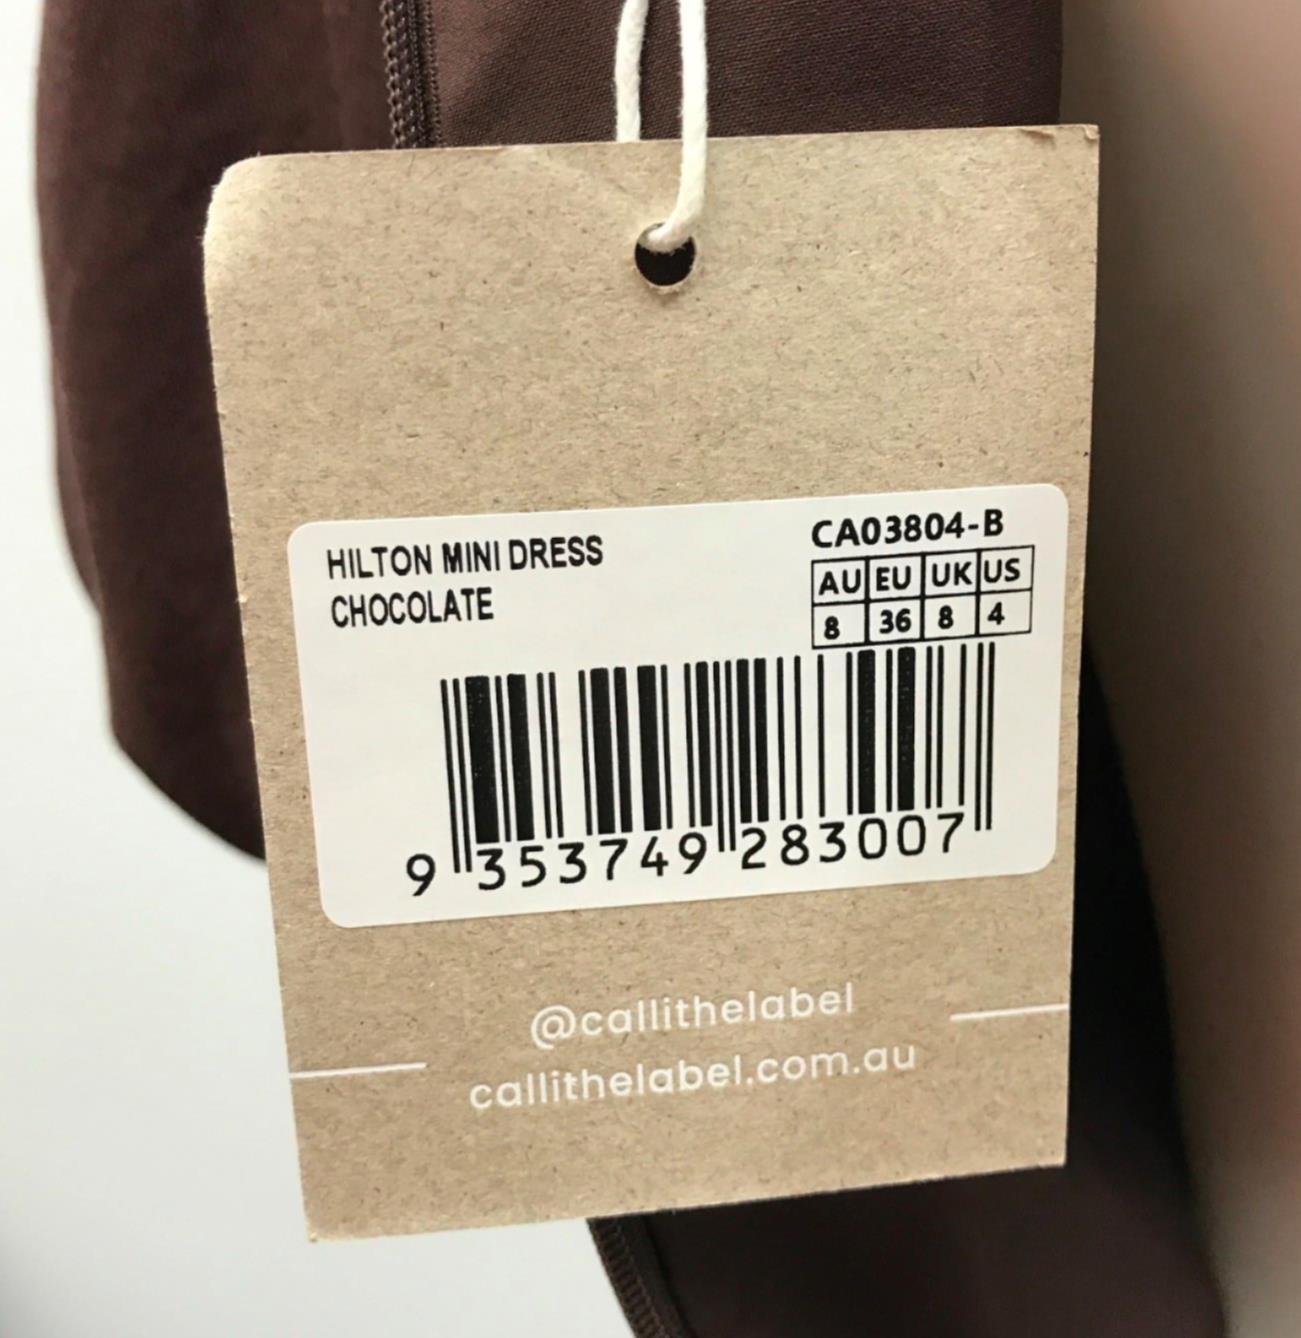 HILTON MINI DRESS
CHOCOLATE
CA03804-B
AU EU UK US
8 36 8 4
9 353749 283007
@callithelabel
callithelabel.com.au